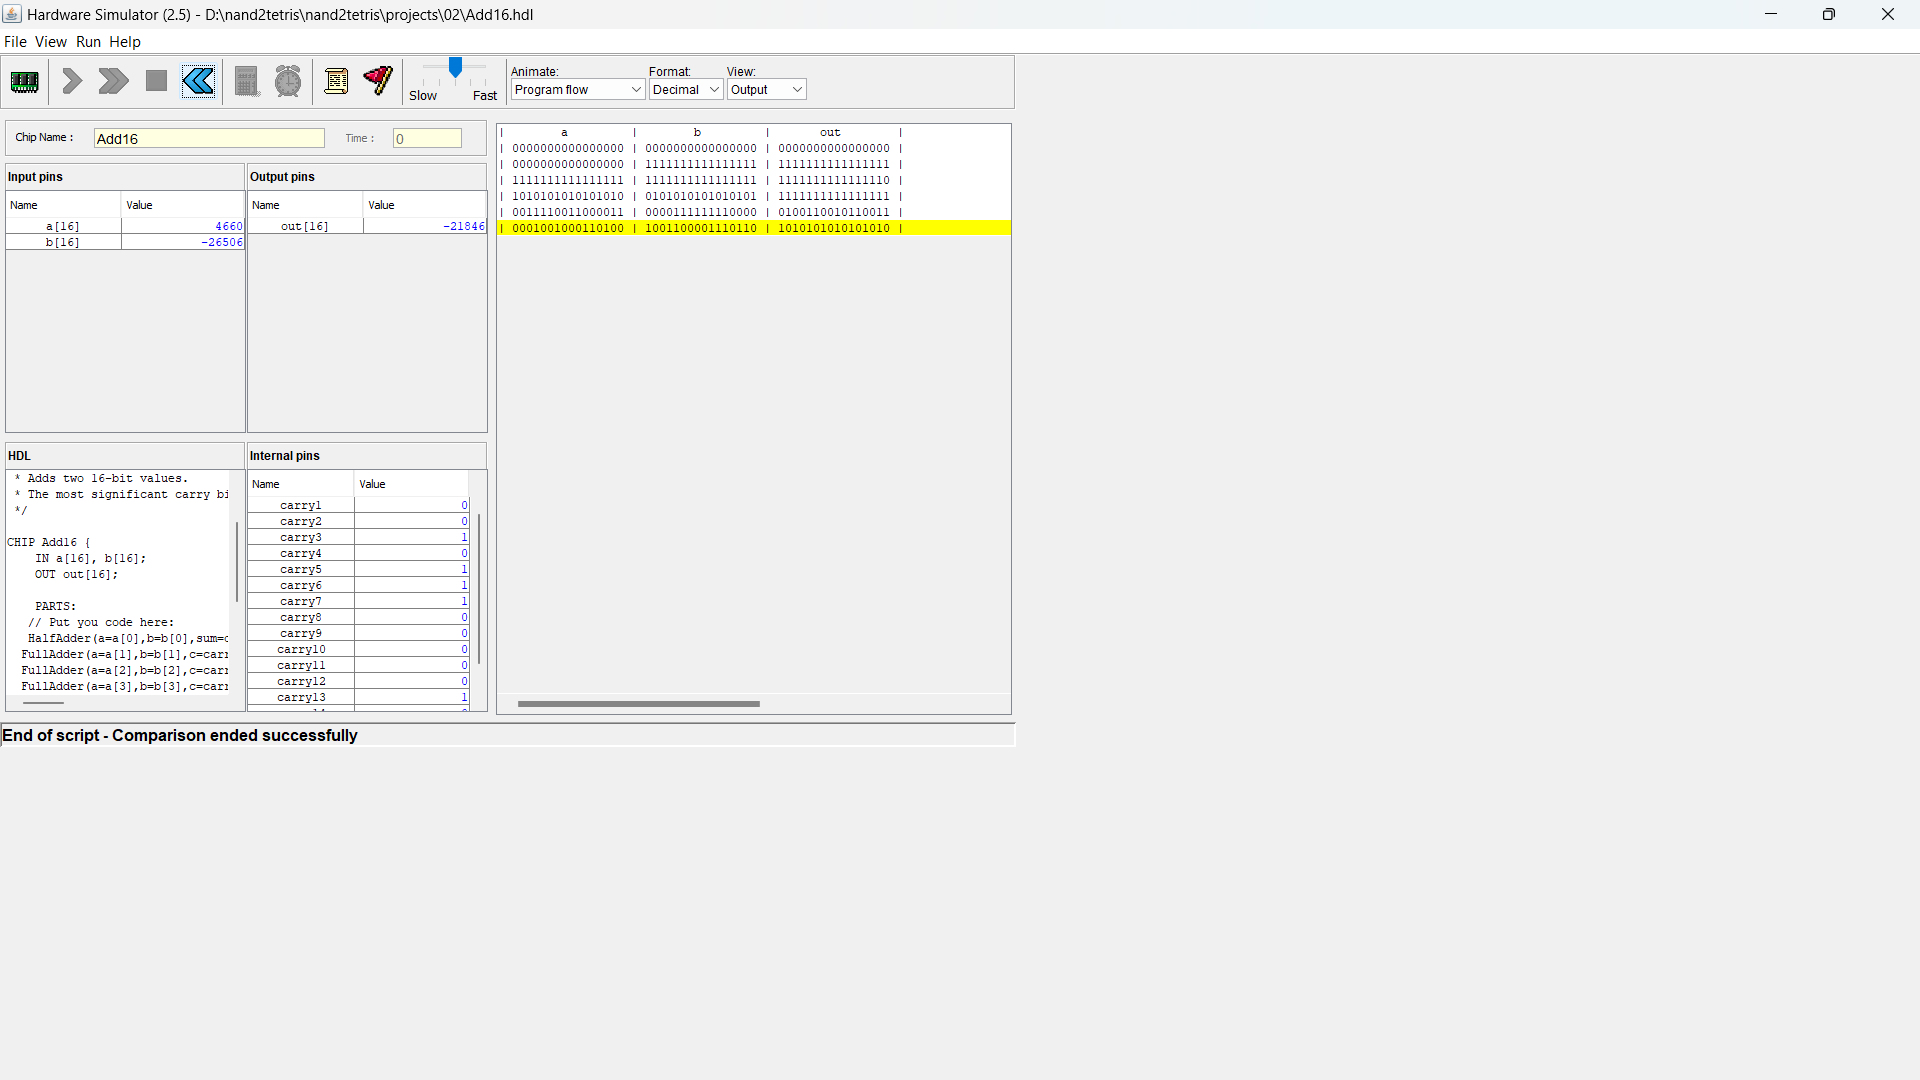 Hardware Simulator (2.5) - D:\nand2tetris\nand2tetris\projects\02\Add16.hdl
File View Run Help
Slow Fast
Animate: Format: View:
Program flow Decimal Output
Chip Name : Add16 Time : 0
Input pins
Name Value
a[16] 4660
b[16] -26506
Output pins
Name Value
out[16] -21846
HDL
* Adds two 16-bit values.
* The most significant carry bi
*/
CHIP Add16 {
IN a[16], b[16];
OUT out[16];
PARTS:
// Put you code here:
HalfAdder(a=a[0],b=b[0],sum=
FullAdder(a=a[1],b=b[1],c=carr
FullAdder(a=a[2],b=b[2],c=carr
FullAdder(a=a[3],b=b[3],c=carr
Internal pins
Name Value
carry1 0
carry2 0
carry3 1
carry4 0
carry5 1
carry6 1
carry7 1
carry8 0
carry9 0
carry10 0
carry11 0
carry12 0
carry13 1
| a | b | out |
| 0000000000000000 | 0000000000000000 | 0000000000000000 |
| 0000000000000000 | 1111111111111111 | 1111111111111111 |
| 1111111111111111 | 1111111111111111 | 1111111111111110 |
| 1010101010101010 | 0101010101010101 | 1111111111111111 |
| 0011110011000011 | 0000111111110000 | 0100110010110011 |
| 0001001000110100 | 1001100001110110 | 1010101010101010 |
End of script - Comparison ended successfully